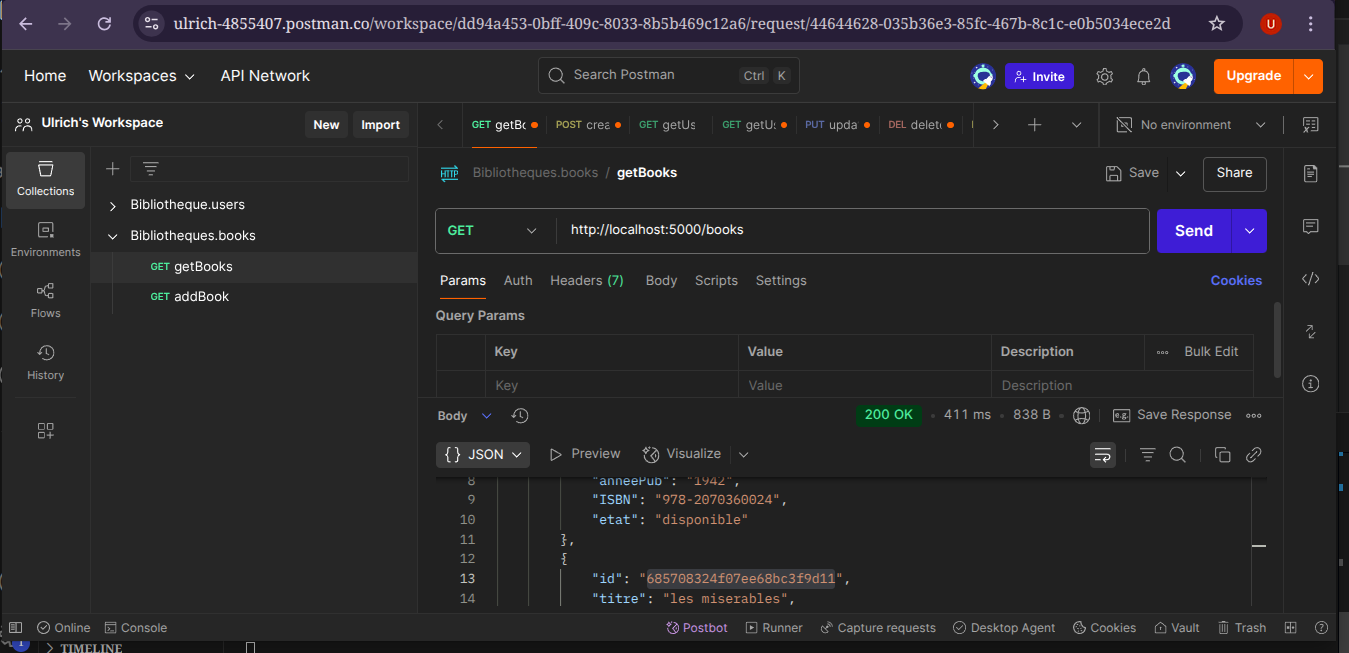 ulrich-4855407.postman.co/workspace/dd94a453-0bff-409c-8033-8b5b469c12a6/request/44644628-035b36e3-85fc-467b-8c1c-e0b5034ece2d
U
Home Workspaces API Network
Search Postman Ctrl K
Invite
Upgrade
Ulrich's Workspace
New Import
GET getBo
POST crea
GET getUs
GET getUs
PUT upda
DEL delet
No environment
Collections
Environments
Flows
History
Bibliotheque.users
Bibliotheques.books
GET getBooks
GET addBook
HTTP Bibliotheques.books / getBooks
Save
Share
GET http://localhost:5000/books
Send
Params Auth Headers (7) Body Scripts Settings Cookies
Query Params
Key Value Description Bulk Edit
Key Value Description
Body 200 OK 411 ms 838 B e.g. Save Response
{} JSON Preview Visualize
8 "anneePub": "1942",
9 "ISBN": "978-2070360024",
10 "etat": "disponible"
11 },
12 {
13 "id": "685708324f07ee68bc3f9d11",
14 "titre": "les miserables",
Online Console Postbot Runner Capture requests Desktop Agent Cookies Vault Trash
1
TIMELINE